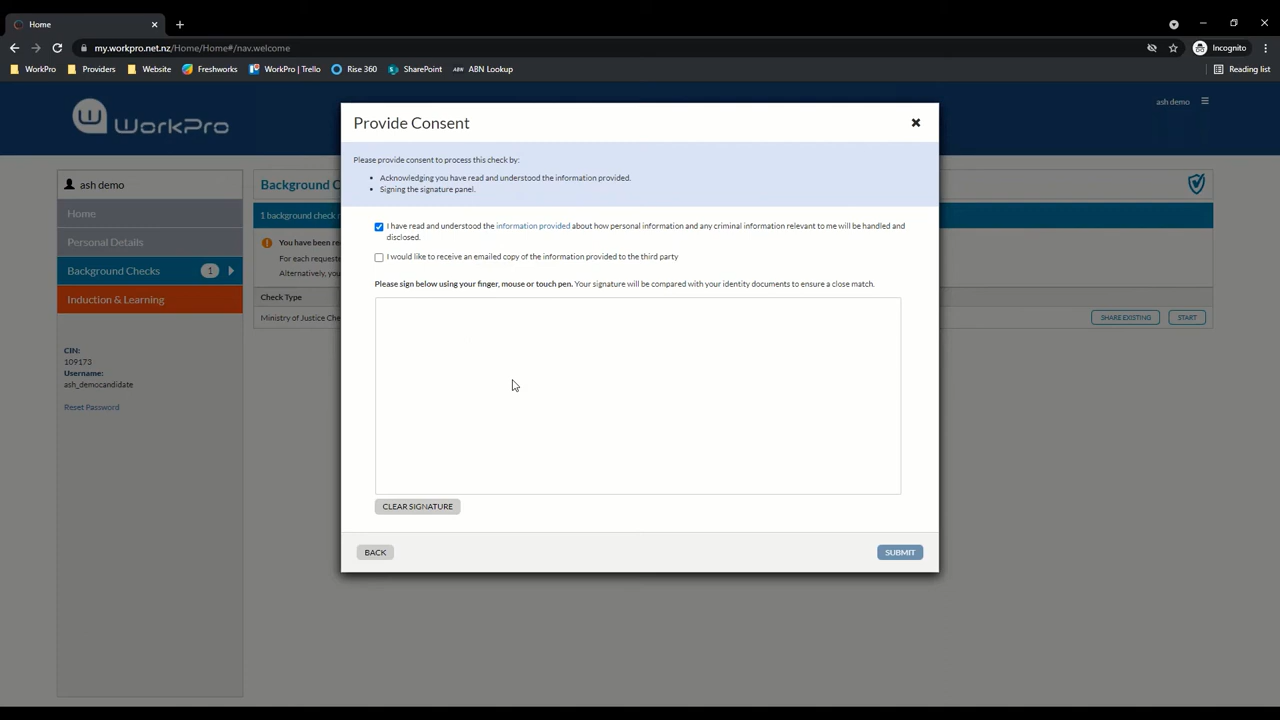 Home
my.workpro.net.nz/Home/Home#/nav.welcome
Incognito
WorkPro
Providers
Website
Freshworks
WorkPro | Trello
Rise 360
SharePoint
ABN ABN Lookup
Reading list
WorkPro
ash demo
Provide Consent
Please provide consent to process this check by:
Acknowledging you have read and understood the information provided.
Signing the signature panel.
ash demo
Home
Personal Details
Background Checks 1
Induction & Learning
CIN:
109173
Username:
ash_democandidate
Reset Password
Background C
1 background check
You have been re
For each requests
Alternatively, you
Check Type
Ministry of Justice Che
SHARE EXISTING
START
I have read and understood the information provided about how personal information and any criminal information relevant to me will be handled and
disclosed.
I would like to receive an emailed copy of the information provided to the third party
Please sign below using your finger, mouse or touch pen. Your signature will be compared with your identity documents to ensure a close match.
CLEAR SIGNATURE
BACK
SUBMIT